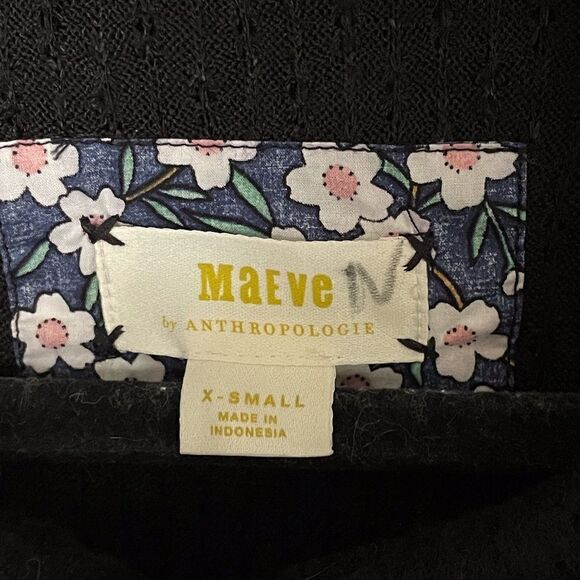 MaEve N
by ANTHROPOLOGIE
X-SMALL
MADE IN
INDONESIA